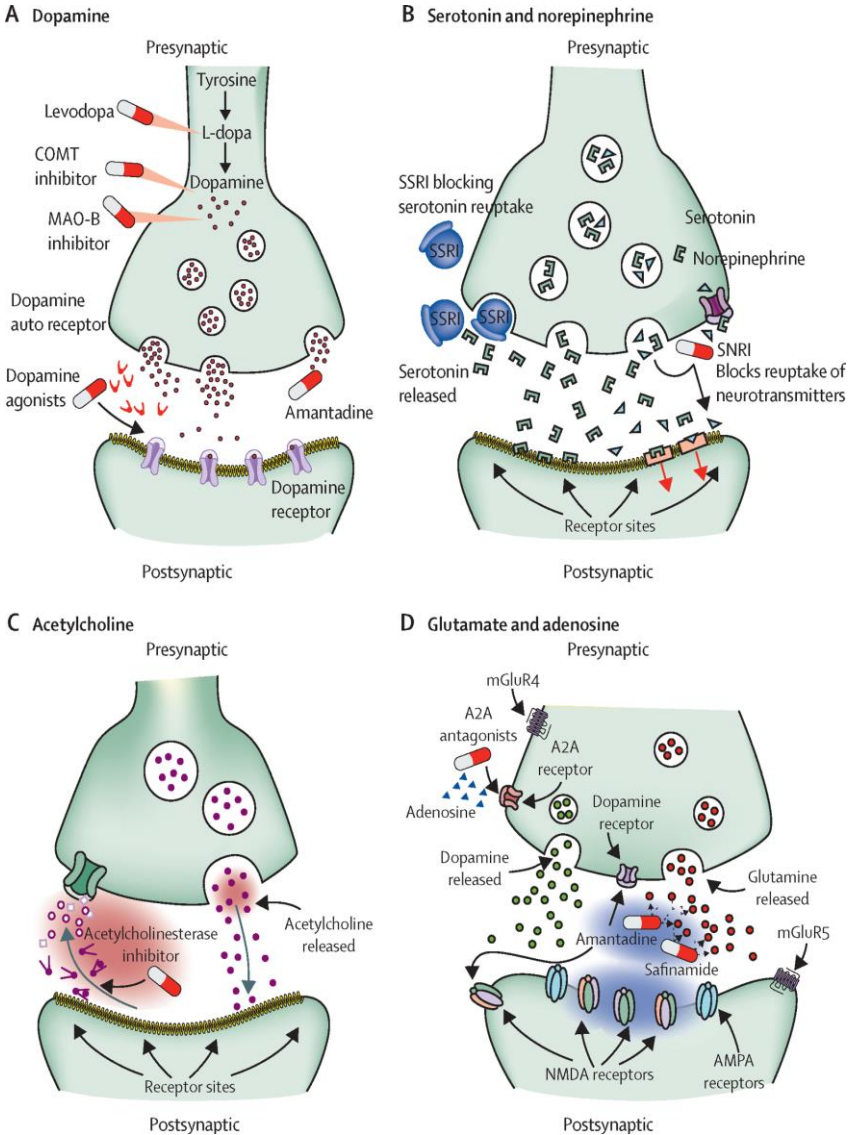 A Dopamine
Presynaptic
Tyrosine
Levodopa
L-dopa
COMT
inhibitor
Dopamine
MAO-B
inhibitor
Dopamine
auto receptor
Dopamine
agonists
Amantadine
Dopamine
receptor
Postsynaptic
B Serotonin and norepinephrine
Presynaptic
SSRI blocking
serotonin reuptake
SSRI
Serotonin
Norepinephrine
SSRI
SSRI
Serotonin
released
SNRI
Blocks reuptake of
neurotransmitters
Receptor sites
Postsynaptic
C Acetylcholine
Presynaptic
Acetylcholinesterase
inhibitor
Acetylcholine
released
Receptor sites
Postsynaptic
D Glutamate and adenosine
Presynaptic
mGluR4
A2A
antagonists
A2A
receptor
Adenosine
Dopamine
receptor
Dopamine
released
Glutamine
released
Amantadine
Safinamide
mGluR5
NMDA receptors
AMPA
receptors
Postsynaptic